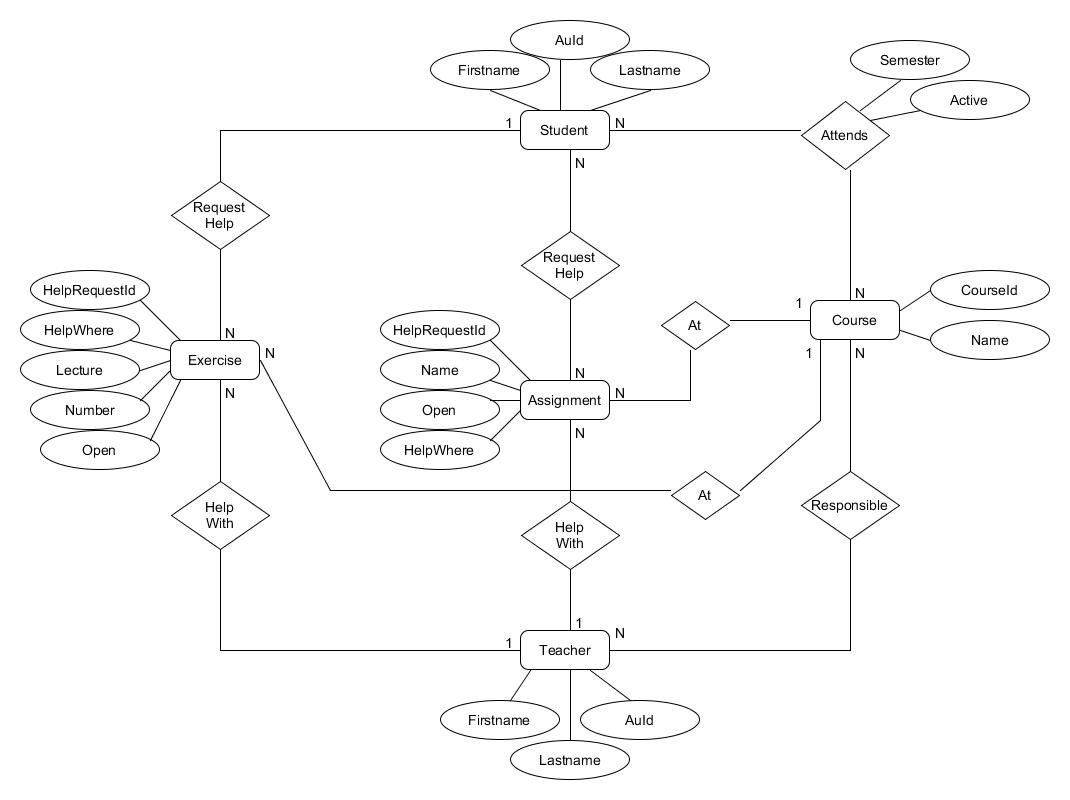 AuId
Firstname
Lastname
Semester
Active
1
Student
N
Attends
N
Request
Help
Request
Help
HelpRequestId
CourseId
N
1
Course
HelpWhere
N
Exercise
N
HelpRequestId
At
Name
1
N
Lecture
Name
N
Number
N
Open
Assignment
N
Open
HelpWhere
N
Help
With
At
Responsible
Help
With
1
N
1
Teacher
Firstname
AuId
Lastname